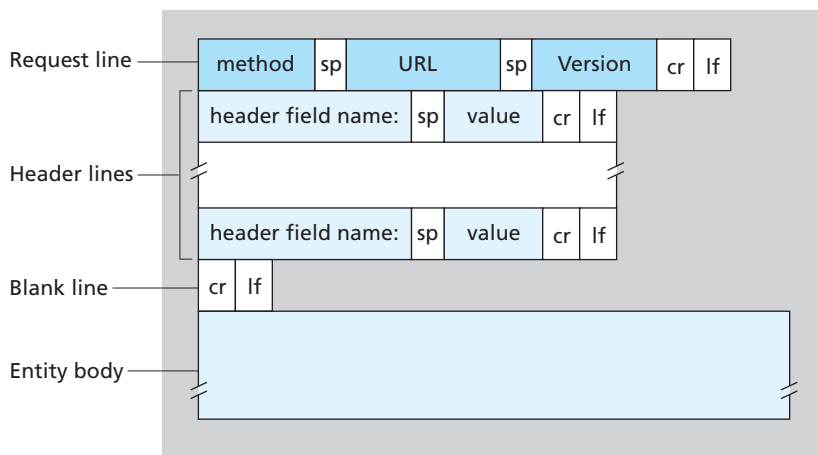 Request line method sp URL sp Version cr lf
header field name: sp value cr lf
Header lines
header field name: sp value cr lf
Blank line cr lf
Entity body